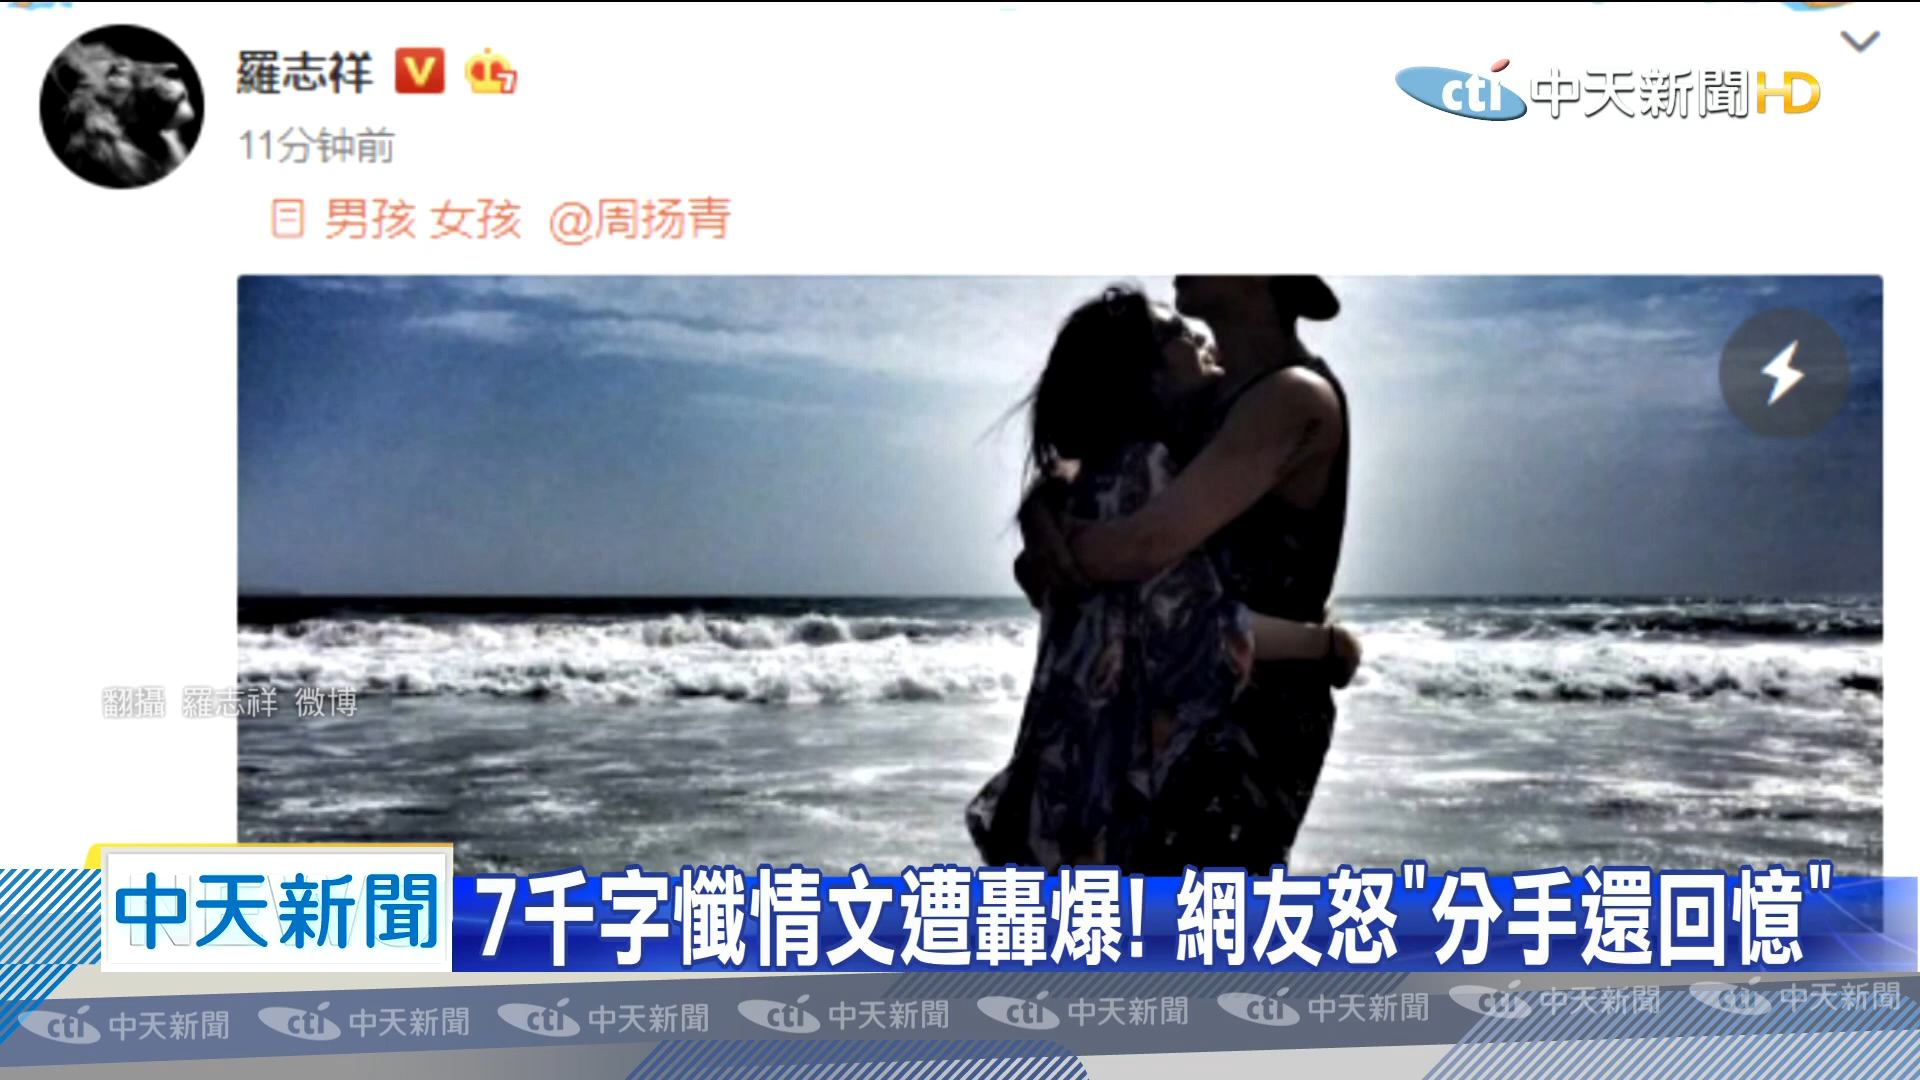 羅志祥
cti 中天新聞HD
11分钟前
男孩 女孩 @周扬青
翻攝 羅志祥 微博
中天新聞
7千字懺情文遭轟爆! 網友怒"分手還回憶"
cti 中天新聞 cti 中天新聞 cti 中天新聞 cti 中天新聞 cti 中天新聞 cti 中天新聞 cti 中天新聞 cti 中天新聞